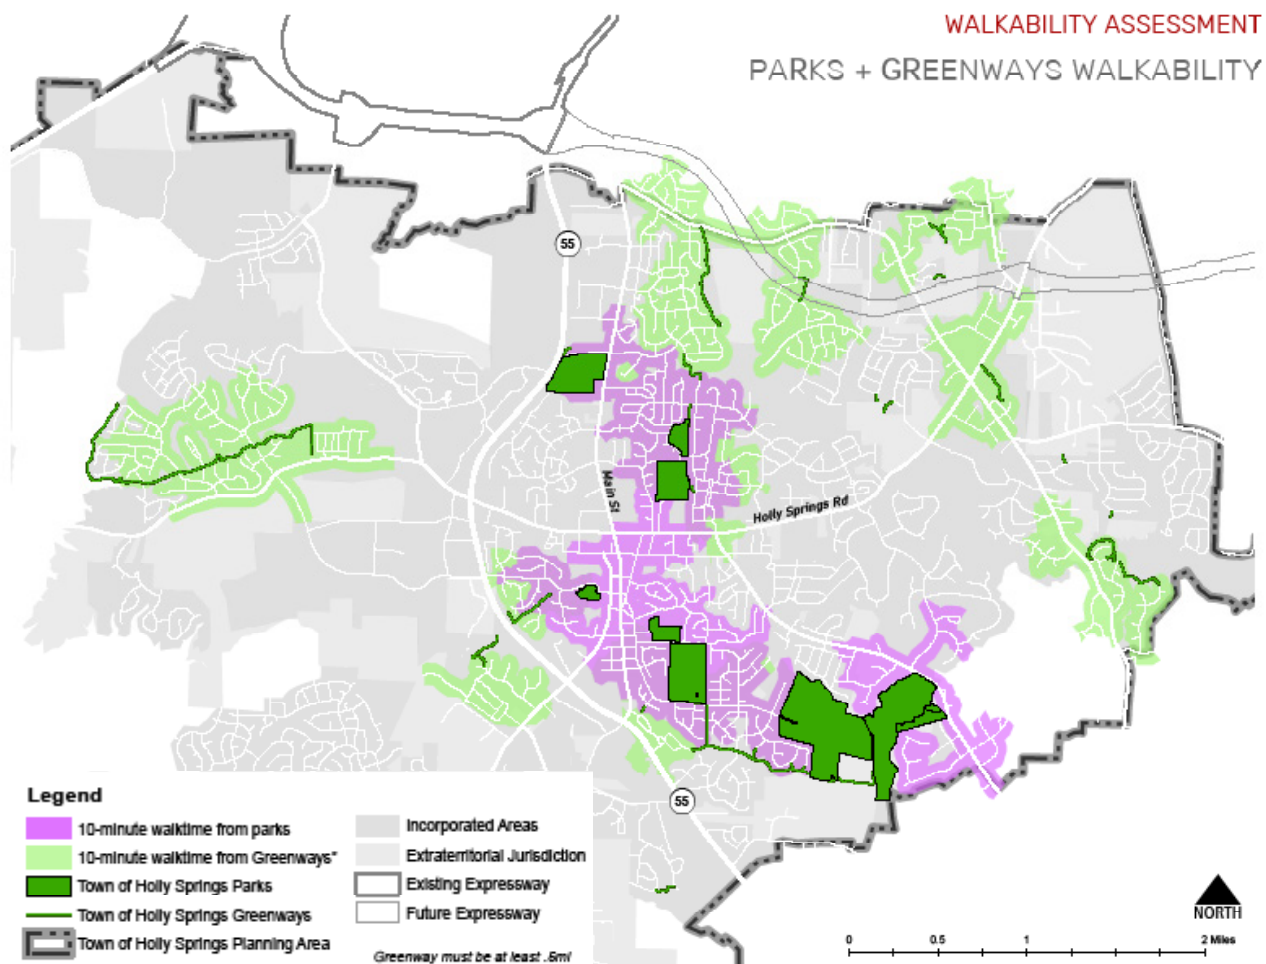 WALKABILITY ASSESSMENT
PARKS + GREENWAYS WALKABILITY
55
Main St
Holly Springs Rd
55
Legend
10-minute walktime from parks
10-minute walktime from Greenways*
Town of Holly Springs Parks
Town of Holly Springs Greenways
Town of Holly Springs Planning Area
Incorporated Areas
Extraterritorial Jurisdiction
Existing Expressway
Future Expressway
Greenway must be at least .5mi
NORTH
0 0.5 1 2 Miles